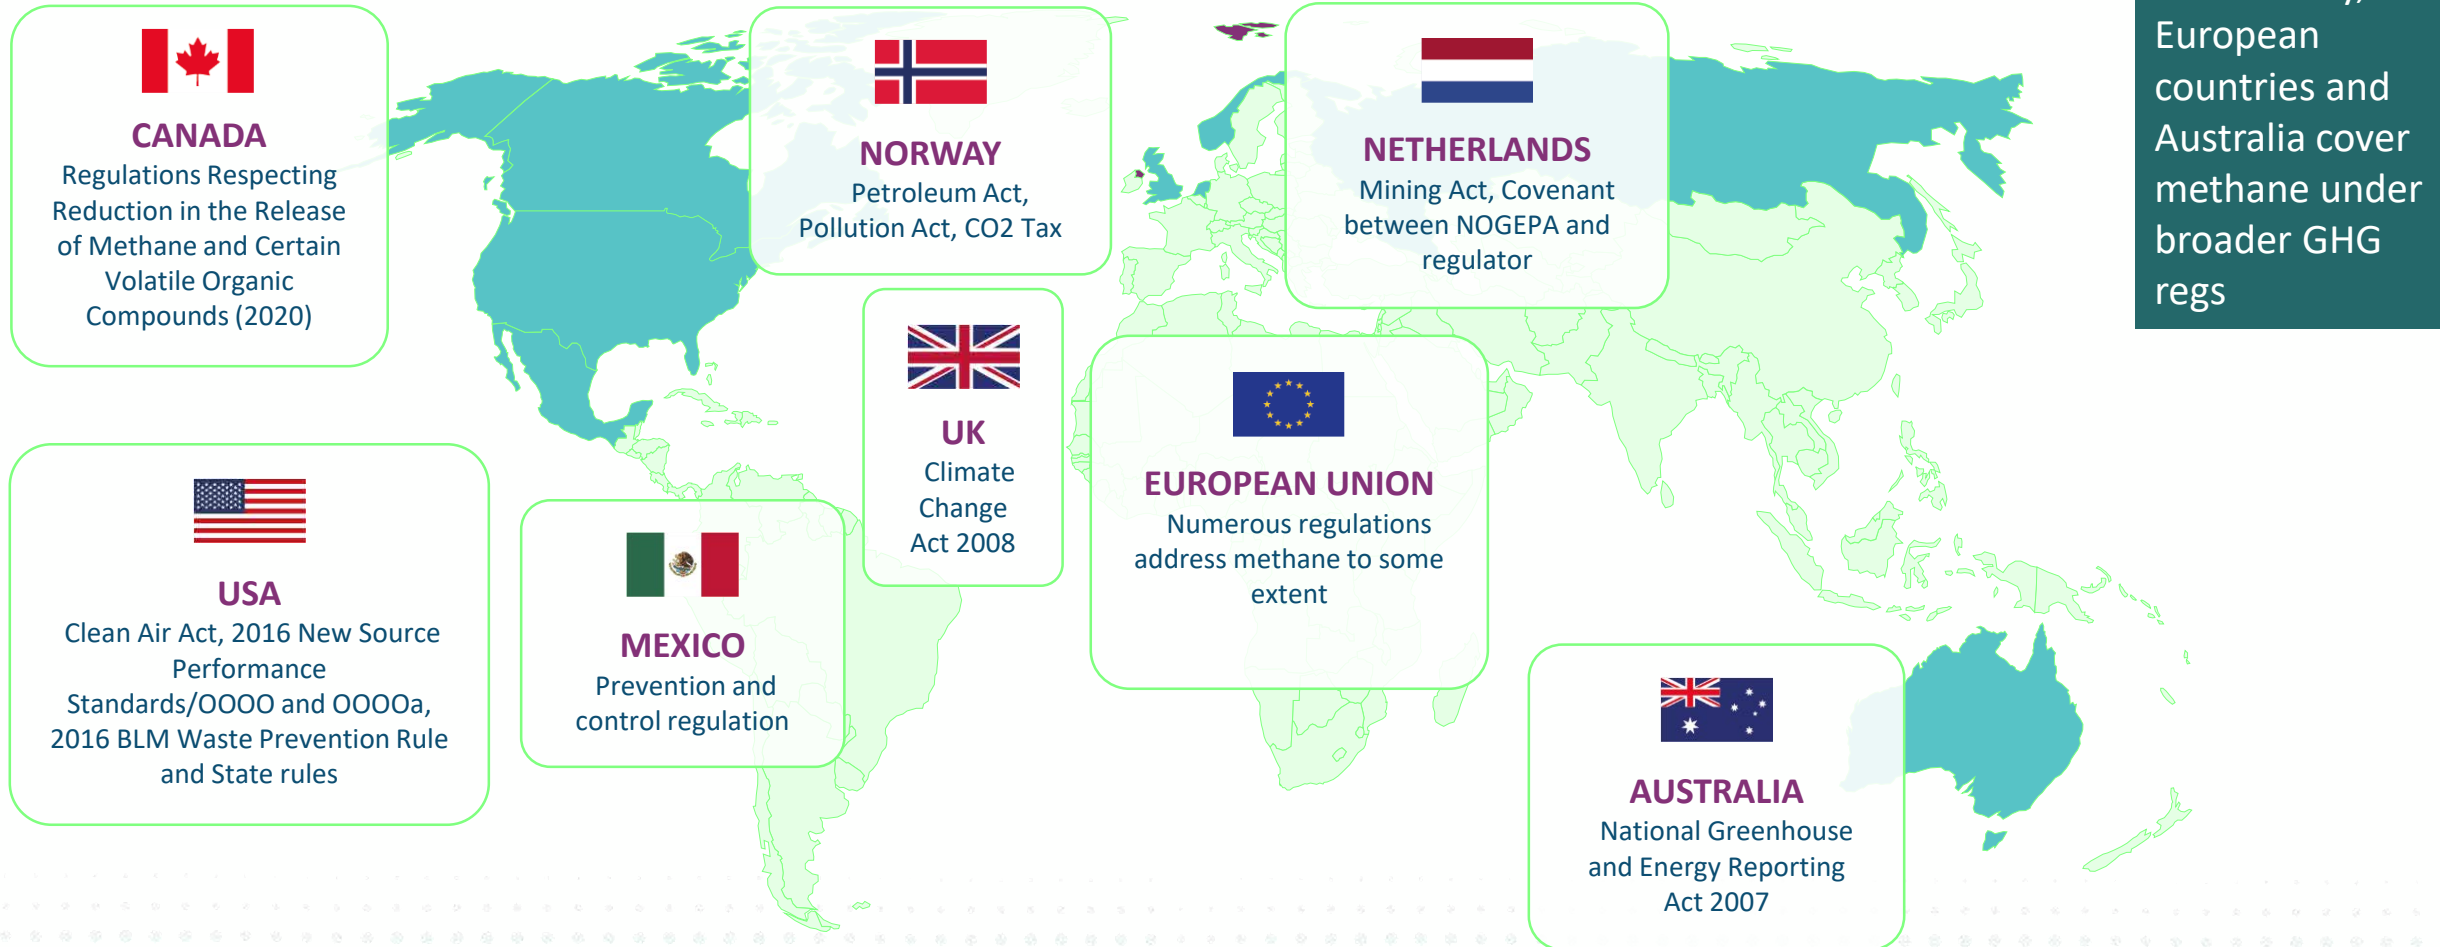 CANADA
Regulations Respecting
Reduction in the Release
of Methane and Certain
Volatile Organic
Compounds (2020)
NORWAY
Petroleum Act,
Pollution Act, CO2 Tax
NETHERLANDS
Mining Act, Covenant
between NOGEPA and
regulator
European
countries and
Australia cover
methane under
broader GHG
regs
UK
Climate
Change
Act 2008
EUROPEAN UNION
Numerous regulations
address methane to some
extent
USA
Clean Air Act, 2016 New Source
Performance
Standards/OOOO and OOOOa,
2016 BLM Waste Prevention Rule
and State rules
MEXICO
Prevention and
control regulation
AUSTRALIA
National Greenhouse
and Energy Reporting
Act 2007